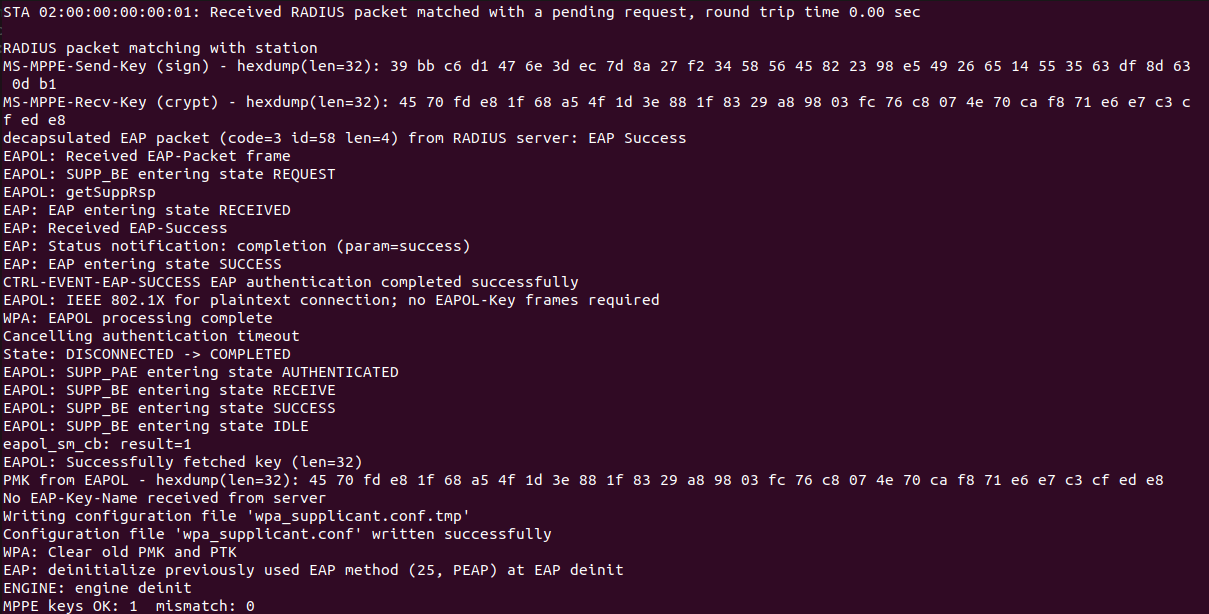 STA 02:00:00:00:00:01: Received RADIUS packet matched with a pending request, round trip time 0.00 sec
RADIUS packet matching with station
MS-MPPE-Send-Key (sign) - hexdump(len=32): 39 bb c6 d1 47 6e 3d ec 7d 8a 27 f2 34 58 56 45 82 23 98 e5 49 26 65 14 55 35 63 df 8d 63
0d b1
MS-MPPE-Recv-Key (crypt) - hexdump(len=32): 45 70 fd e8 1f 68 a5 4f 1d 3e 88 1f 83 29 a8 98 03 fc 76 c8 07 4e 70 ca f8 71 e6 e7 c3 c
f ed e8
decapsulated EAP packet (code=3 id=58 len=4) from RADIUS server: EAP Success
EAPOL: Received EAP-Packet frame
EAPOL: SUPP_BE entering state REQUEST
EAPOL: getSuppRsp
EAP: EAP entering state RECEIVED
EAP: Received EAP-Success
EAP: Status notification: completion (param=success)
EAP: EAP entering state SUCCESS
CTRL-EVENT-EAP-SUCCESS EAP authentication completed successfully
EAPOL: IEEE 802.1X for plaintext connection; no EAPOL-Key frames required
WPA: EAPOL processing complete
Cancelling authentication timeout
State: DISCONNECTED -> COMPLETED
EAPOL: SUPP_PAE entering state AUTHENTICATED
EAPOL: SUPP_BE entering state RECEIVE
EAPOL: SUPP_BE entering state SUCCESS
EAPOL: SUPP_BE entering state IDLE
eapol_sm_cb: result=1
EAPOL: Successfully fetched key (len=32)
PMK from EAPOL - hexdump(len=32): 45 70 fd e8 1f 68 a5 4f 1d 3e 88 1f 83 29 a8 98 03 fc 76 c8 07 4e 70 ca f8 71 e6 e7 c3 cf ed e8
No EAP-Key-Name received from server
Writing configuration file 'wpa_supplicant.conf.tmp'
Configuration file 'wpa_supplicant.conf' written successfully
WPA: Clear old PMK and PTK
EAP: deinitialize previously used EAP method (25, PEAP) at EAP deinit
ENGINE: engine deinit
MPPE keys OK: 1  mismatch: 0